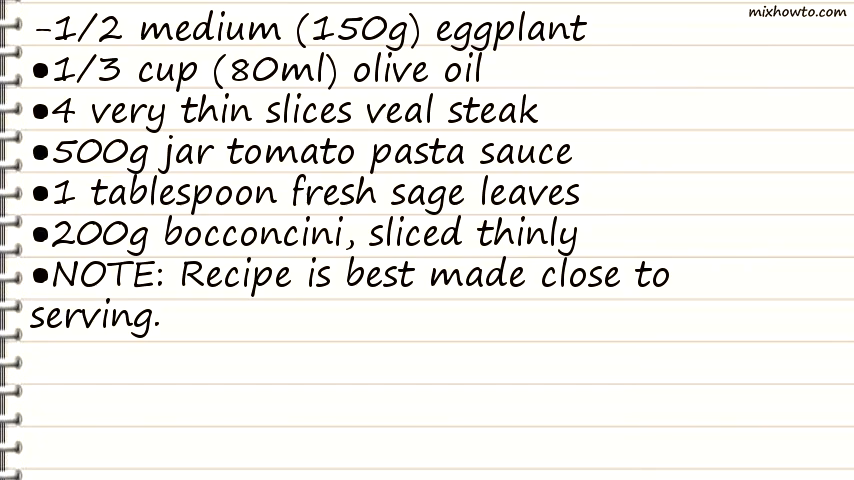 mixhowto.com
-1/2 medium (150g) eggplant
●1/3 cup (80ml) olive oil
●4 very thin slices veal steak
●500g jar tomato pasta sauce
●1 tablespoon fresh sage leaves
●200g bocconcini, sliced thinly
●NOTE: Recipe is best made close to
serving.